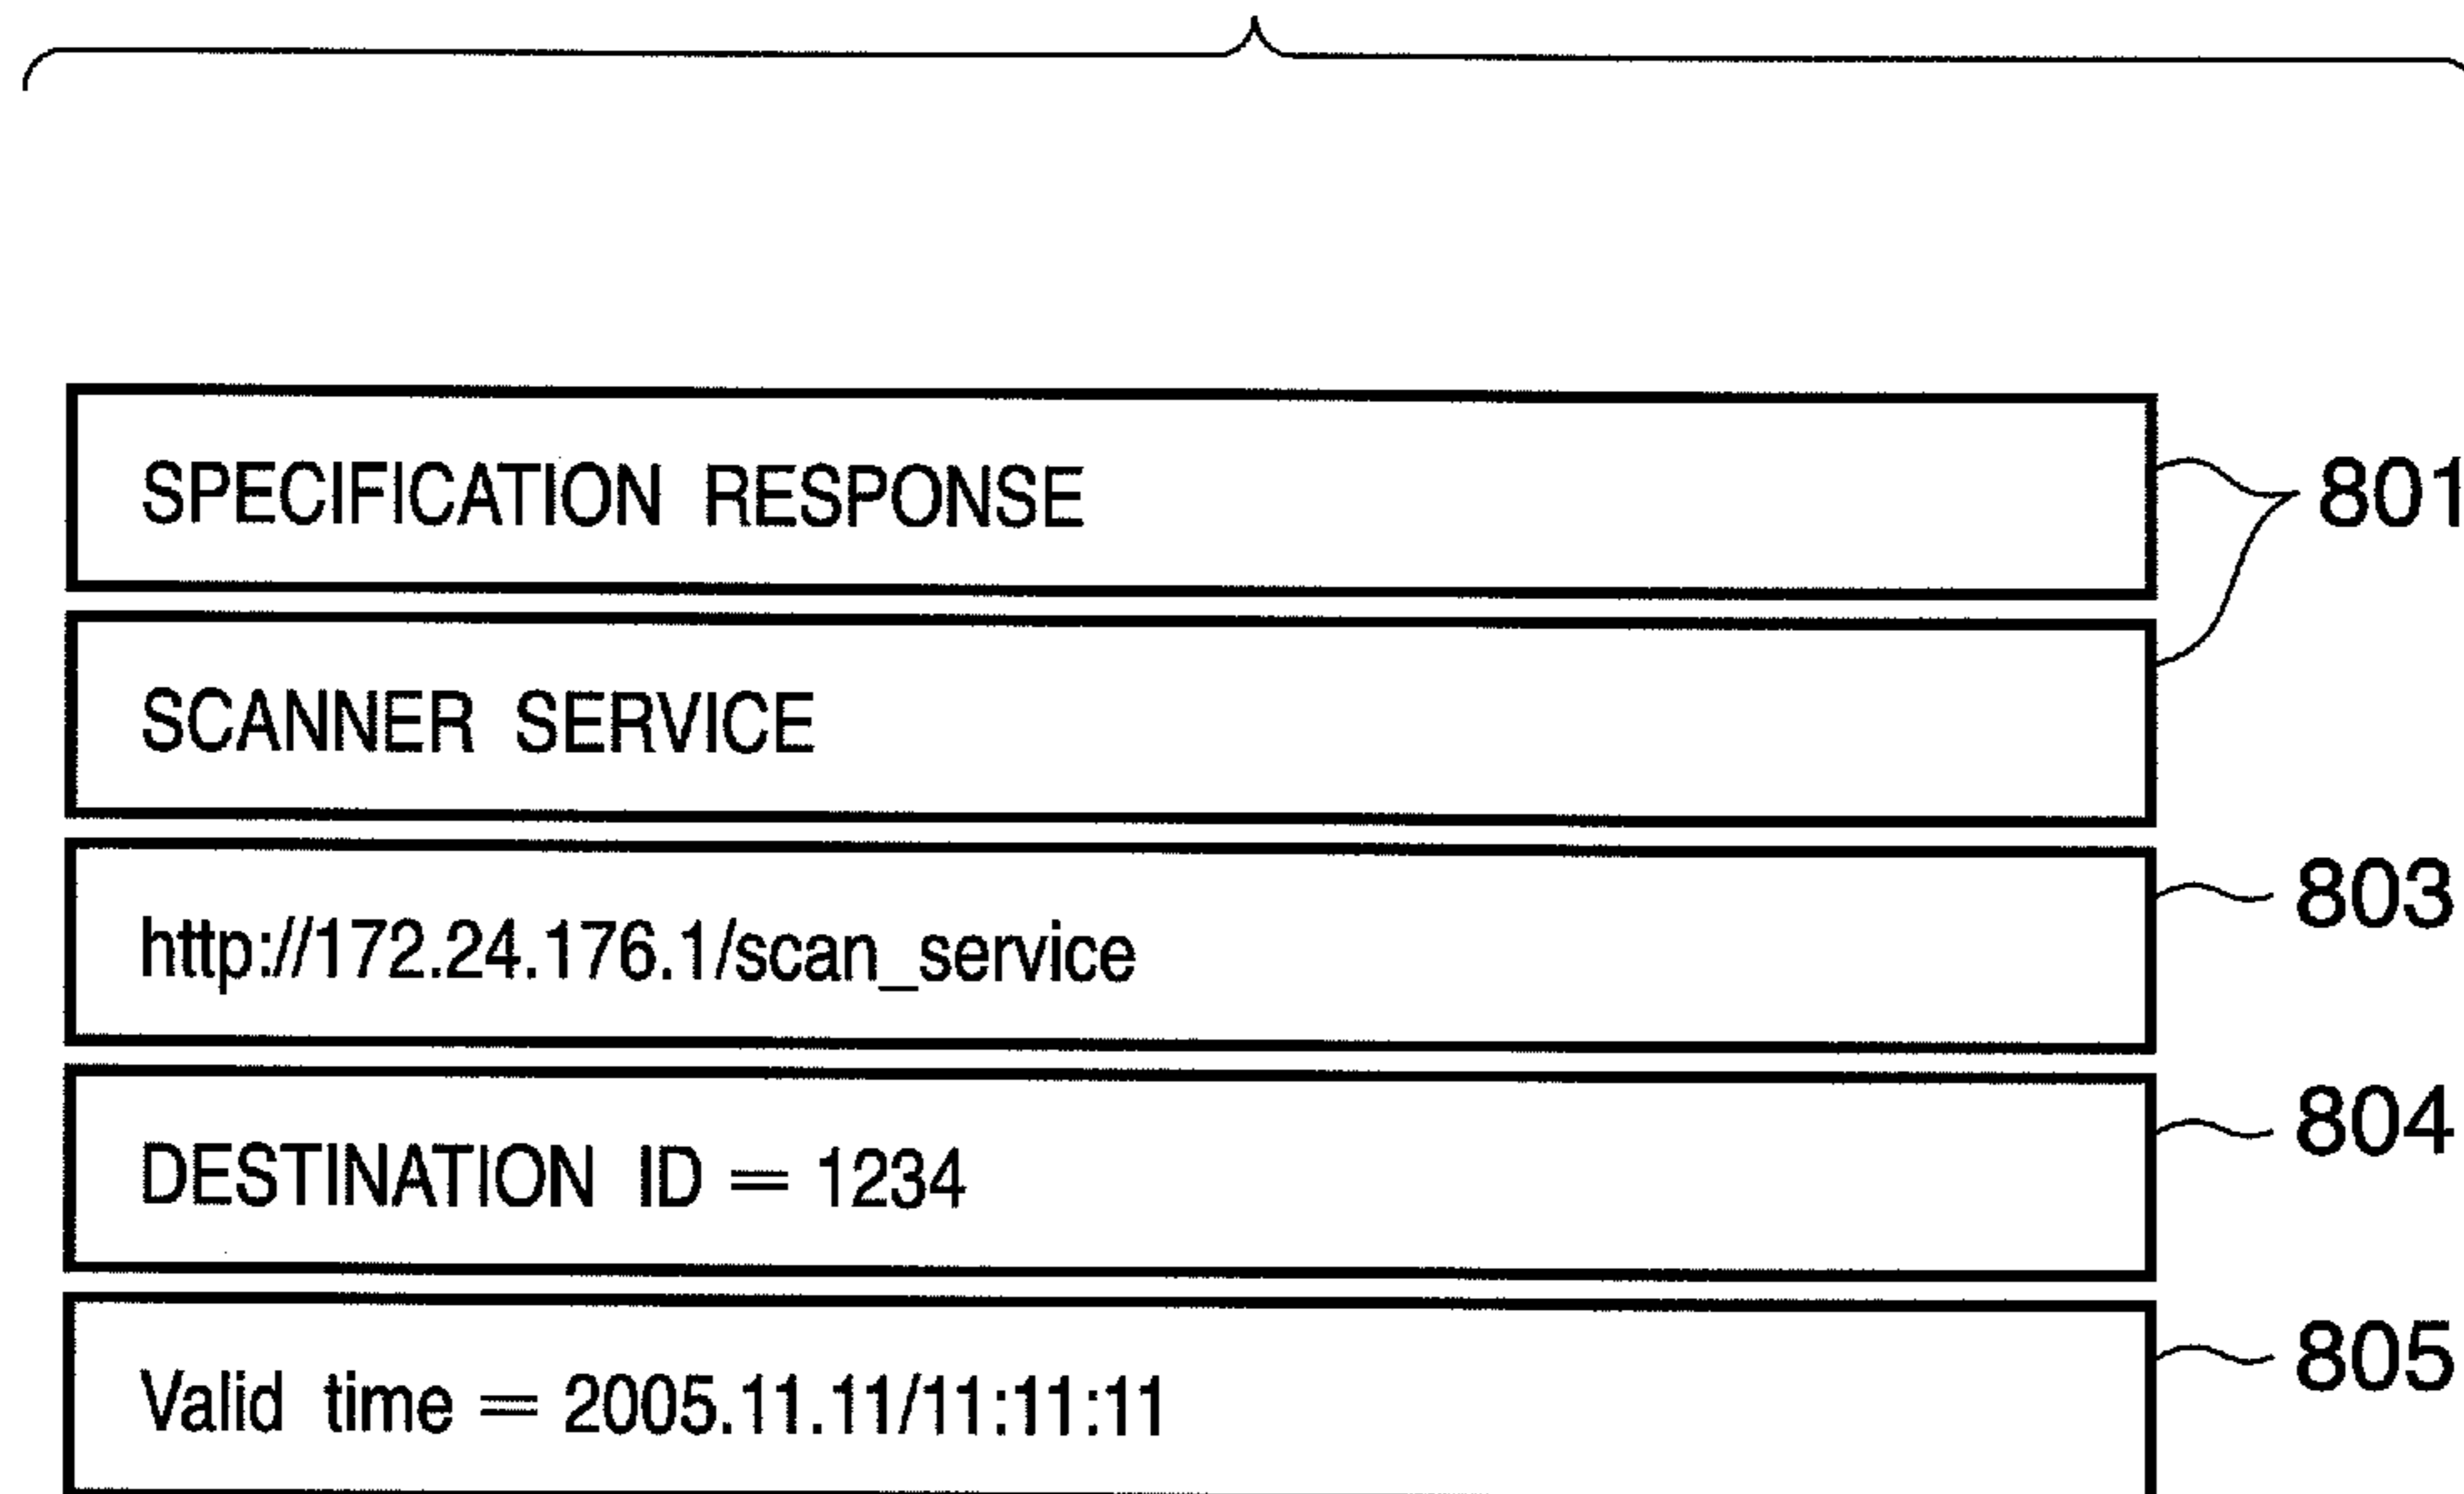 SPECIFICATION RESPONSE
801
SCANNER SERVICE
http://172.24.176.1/scan_service
803
DESTINATION ID = 1234
804
Valid time = 2005.11.11/11:11:11
805